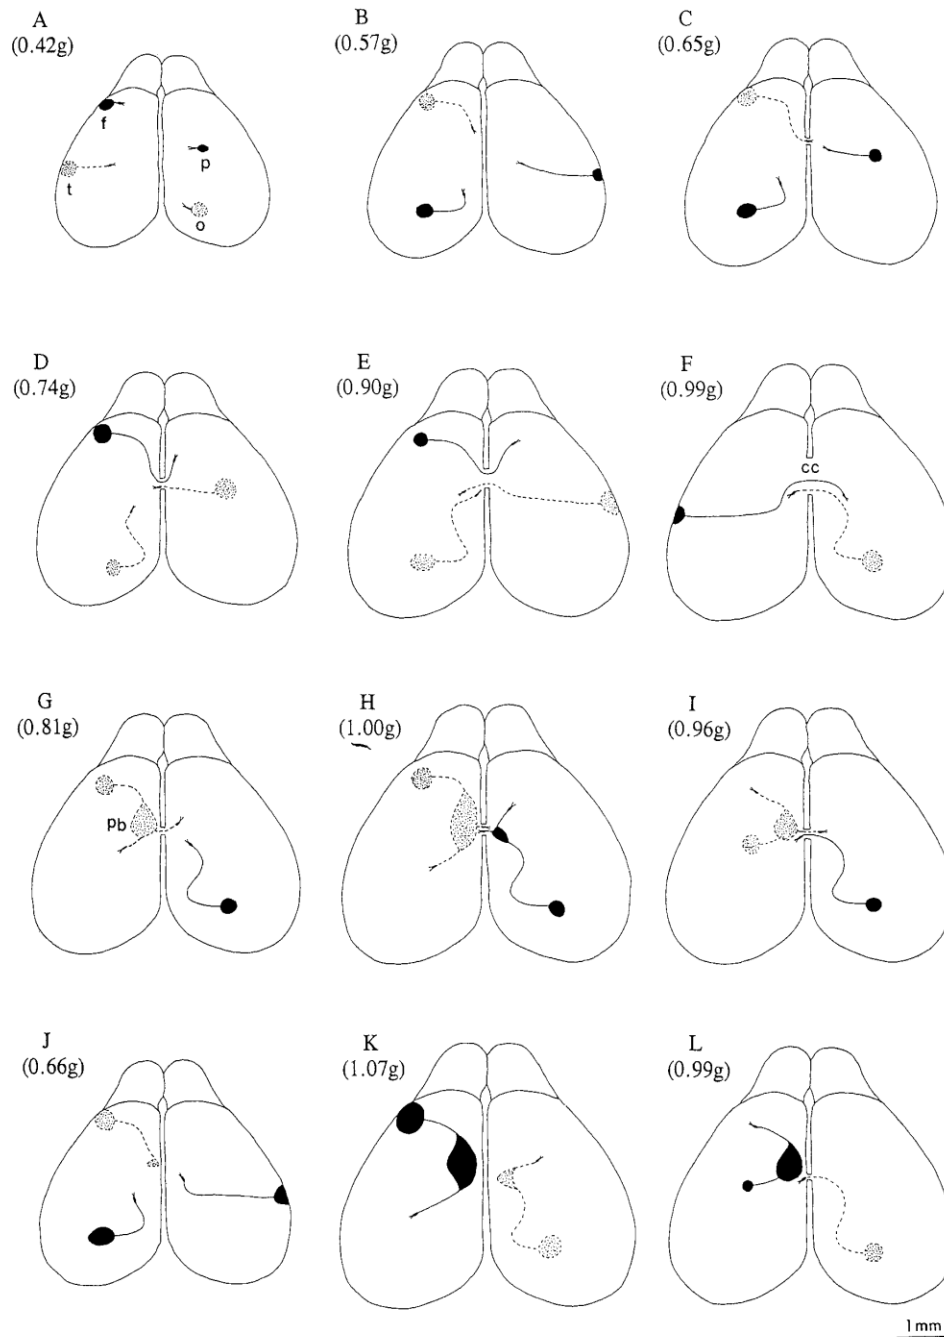 A
(0.42g)
B
(0.57g)
C
(0.65g)
f
t
p
o
D
(0.74g)
E
(0.90g)
F
(0.99g)
cc
G
(0.81g)
H
(1.00g)
I
(0.96g)
pb
J
(0.66g)
K
(1.07g)
L
(0.99g)
1mm